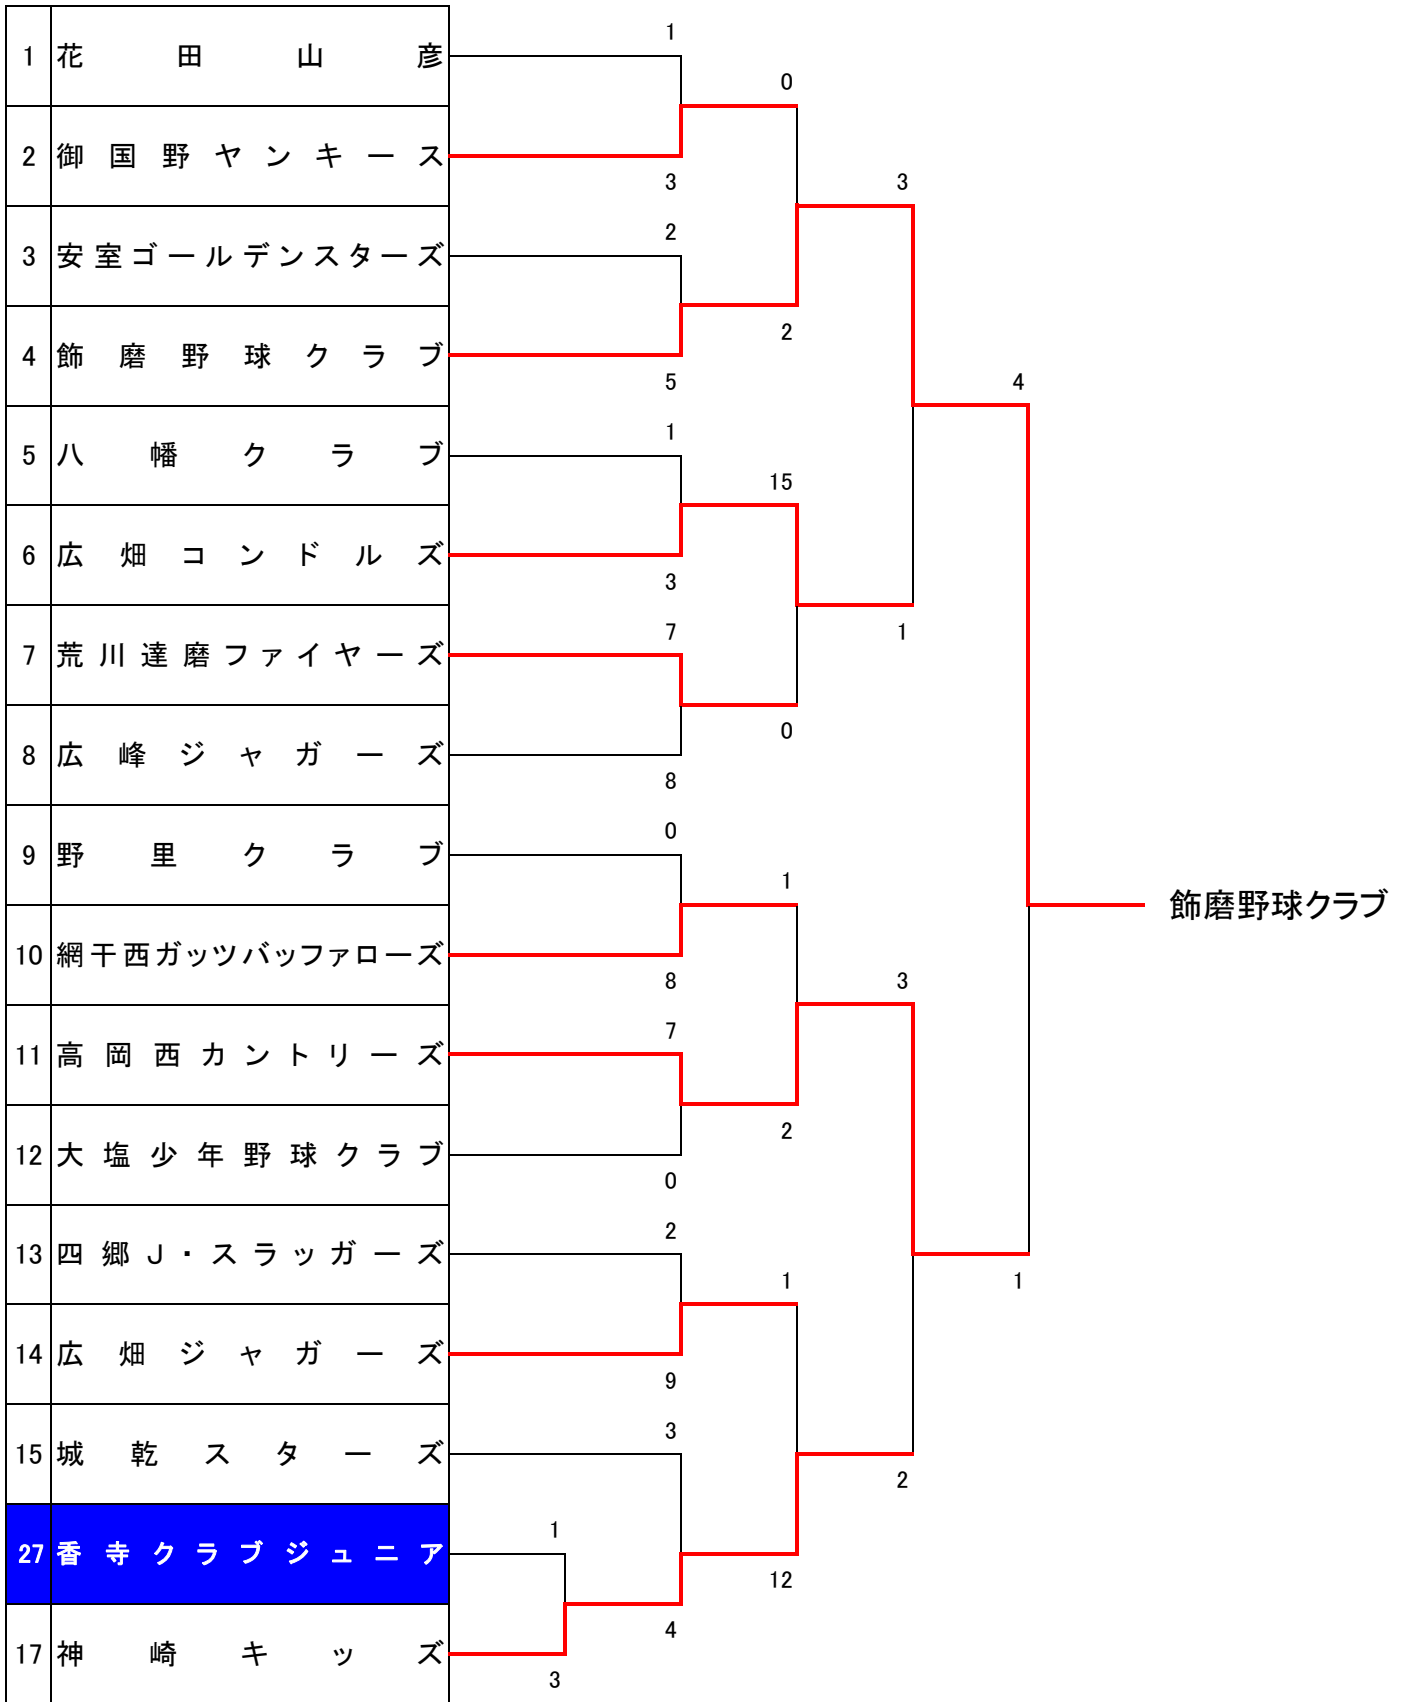 1 花田山彦
1
0
2 御国野ヤンキース
3
3
3 安室ゴールデンスターズ
2
2
4 飾磨野球クラブ
5
4
5 八幡クラブ
1
15
6 広畑コンドルズ
3
7 荒川達磨ファイヤーズ
7
1
0
8 広峰ジャガーズ
8
9 野里クラブ
0
1
飾磨野球クラブ
10 網干西ガッツバッファローズ
8
3
11 高岡西カントリーズ
7
2
12 大塩少年野球クラブ
0
13 四郷J・スラッガーズ
2
1
1
14 広畑ジャガーズ
9
15 城乾スターズ
3
2
27 香寺クラブジュニア
1
12
17 神崎キッズ
4
3